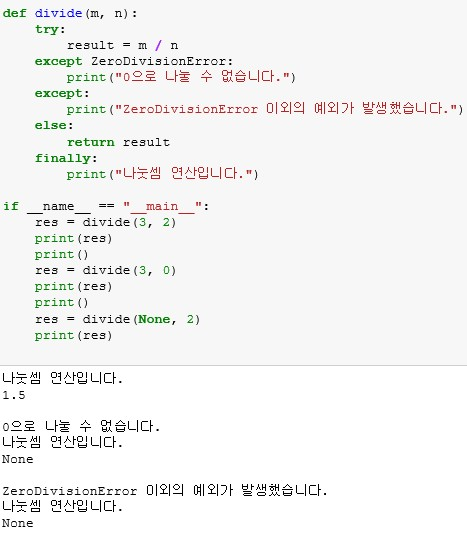 def divide(m, n):
    try:
        result = m / n
    except ZeroDivisionError:
        print("0으로 나눌 수 없습니다.")
    except:
        print("ZeroDivisionError 이외의 예외가 발생했습니다.")
    else:
        return result
    finally:
        print("나눗셈 연산입니다.")
if __name__ == "__main__":
    res = divide(3, 2)
    print(res)
    print()
    res = divide(3, 0)
    print(res)
    print()
    res = divide(None, 2)
    print(res)
나눗셈 연산입니다.
1.5
0으로 나눌 수 없습니다.
나눗셈 연산입니다.
None
ZeroDivisionError 이외의 예외가 발생했습니다.
나눗셈 연산입니다.
None